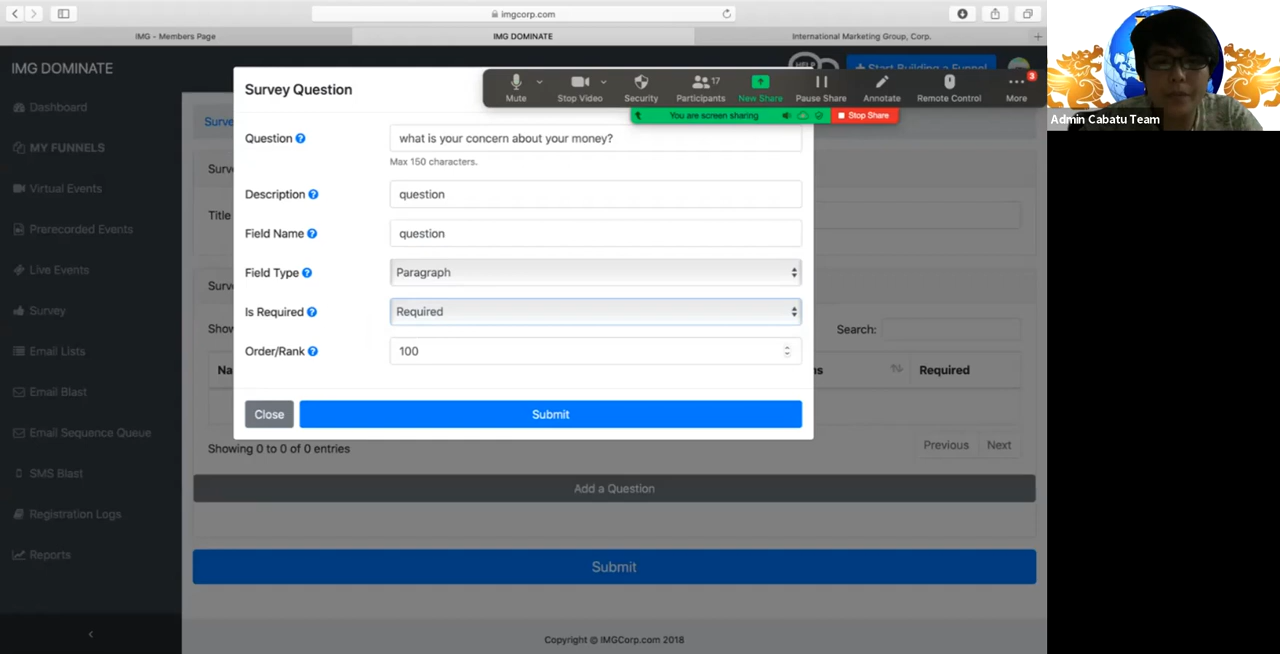 imgcorp.com
IMG - Members Page
IMG DOMINATE
International Marketing Group, Corp.
IMG DOMINATE
Start Building a Funnel
Mute
Stop Video
Security
17
Participants
New Share
Pause Share
Annotate
Remote Control
3
More
You are screen sharing
Stop Share
Admin Cabatu Team
Dashboard
MY FUNNELS
Virtual Events
Prerecorded Events
Live Events
Survey
Email Lists
Email Blast
Email Sequence Queue
SMS Blast
Registration Logs
Reports
Survey Question
Question
what is your concern about your money?
Max 150 characters.
Description
question
Field Name
question
Field Type
Paragraph
Is Required
Required
Order/Rank
100
Close
Submit
Title
Search:
Required
Showing 0 to 0 of 0 entries
Previous
Next
Add a Question
Submit
Copyright © IMGCorp.com 2018